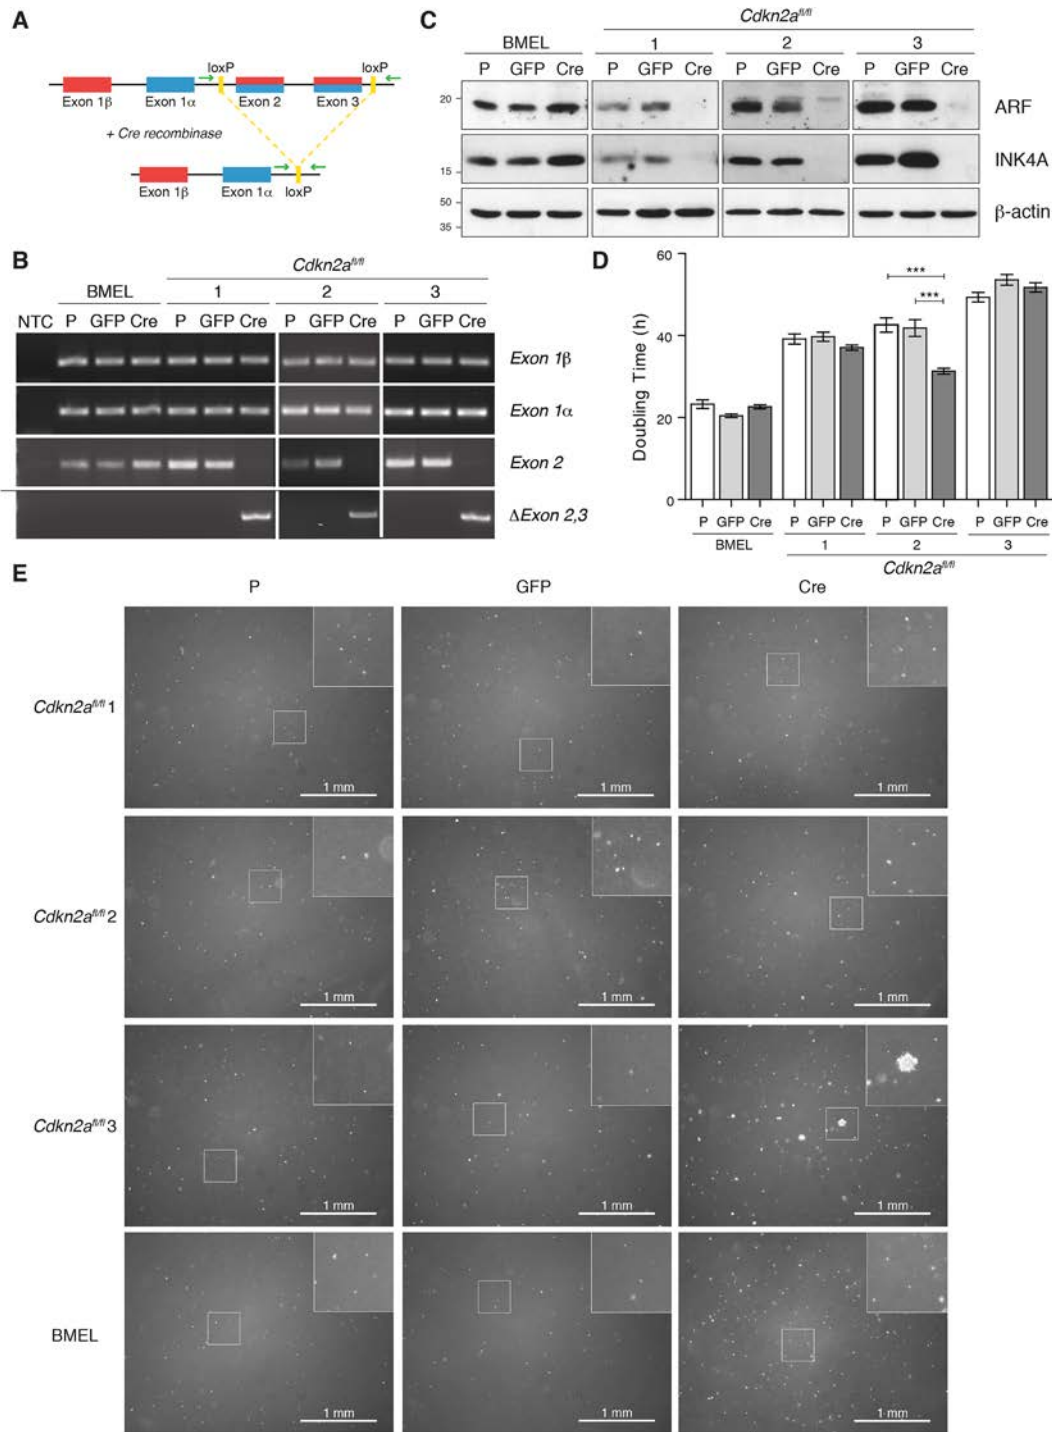 A
loxP loxP
Exon 1β Exon 1α Exon 2 Exon 3
+ Cre recombinase
Exon 1β Exon 1α loxP
B
Cdkn2a fl/fl
BMEL 1 2 3
NTC P GFP Cre P GFP Cre P GFP Cre P GFP Cre
Exon 1β
Exon 1α
Exon 2
ΔExon 2,3
C
Cdkn2a fl/fl
BMEL 1 2 3
P GFP Cre P GFP Cre P GFP Cre P GFP Cre
20 ARF
15 INK4A
50
35 β-actin
D
Doubling Time (h)
60
40
20
0
*** 
***
P GFP Cre P GFP Cre P GFP Cre P GFP Cre
BMEL 1 2 3
Cdkn2a fl/fl
E
P GFP Cre
Cdkn2a fl/fl 1
1 mm 1 mm 1 mm
Cdkn2a fl/fl 2
1 mm 1 mm 1 mm
Cdkn2a fl/fl 3
1 mm 1 mm 1 mm
BMEL
1 mm 1 mm 1 mm